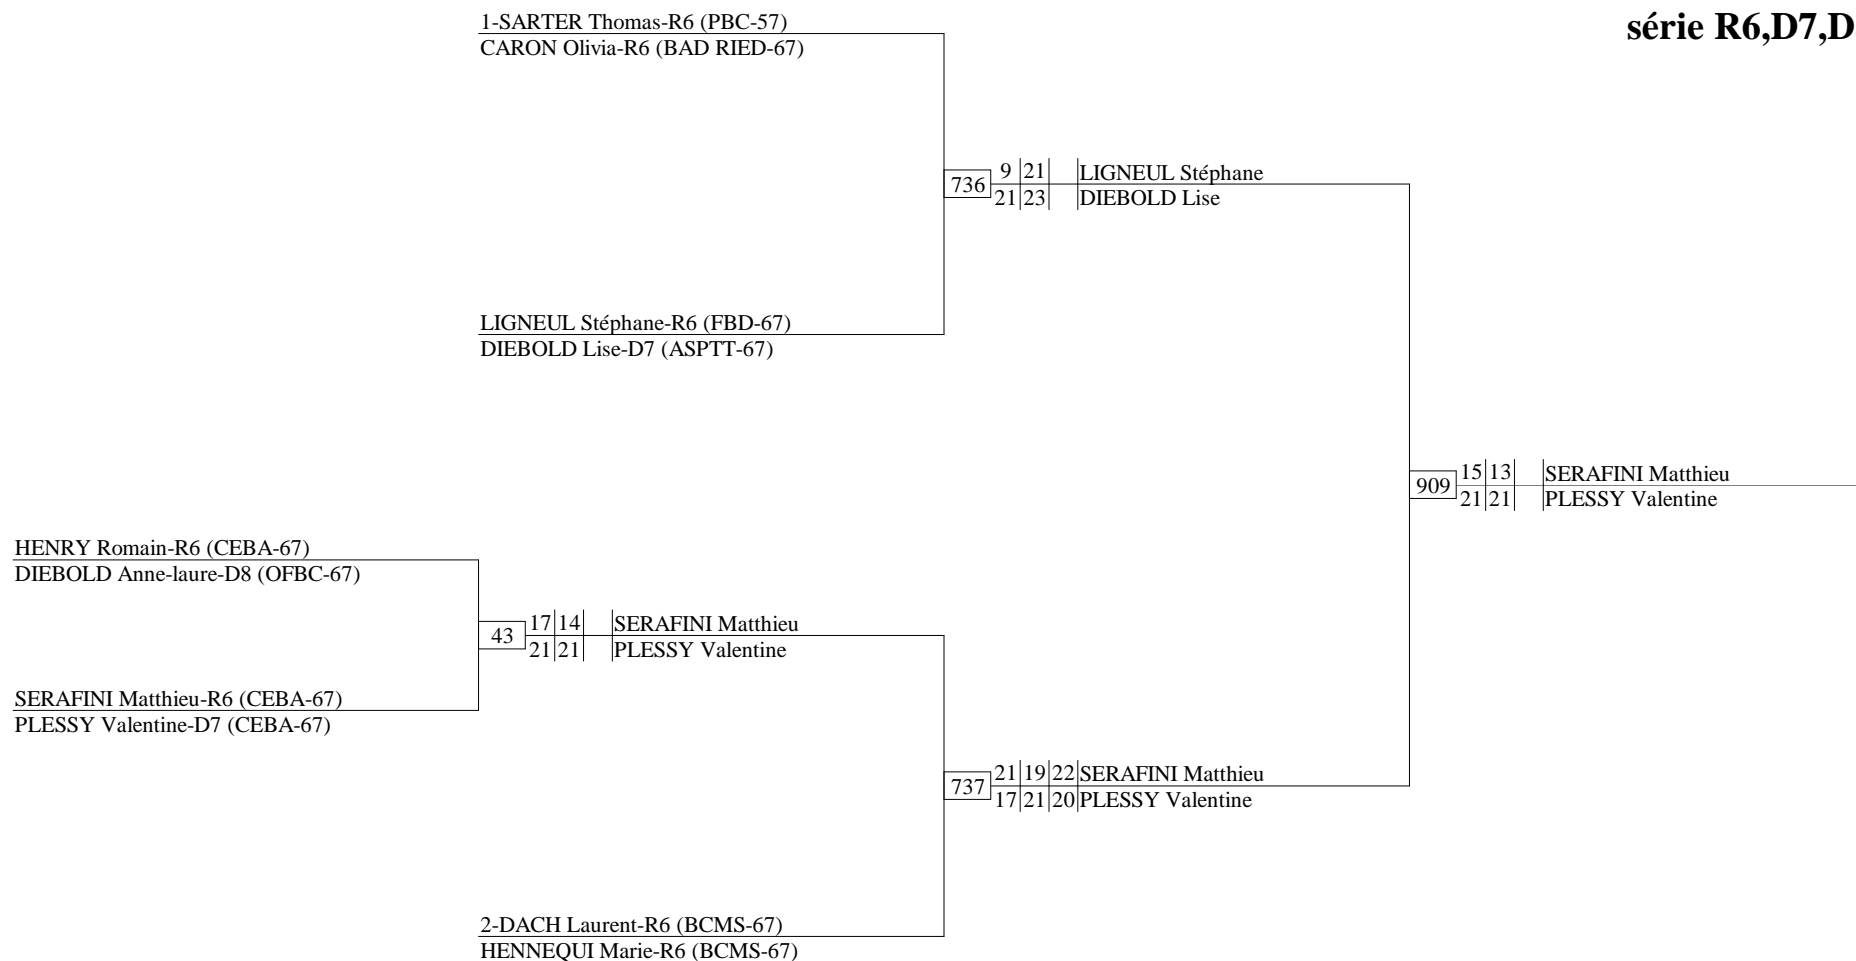 1-SARTER Thomas-R6 (PBC-57)
CARON Olivia-R6 (BAD RIED-67)
série R6,D7,D
736
9 21
21 23
LIGNEUL Stéphane
DIEBOLD Lise
LIGNEUL Stéphane-R6 (FBD-67)
DIEBOLD Lise-D7 (ASPTT-67)
909
15 13
21 21
SERAFINI Matthieu
PLESSY Valentine
HENRY Romain-R6 (CEBA-67)
DIEBOLD Anne-laure-D8 (OFBC-67)
43
17 14
21 21
SERAFINI Matthieu
PLESSY Valentine
SERAFINI Matthieu-R6 (CEBA-67)
PLESSY Valentine-D7 (CEBA-67)
737
21 19 22
17 21 20
SERAFINI Matthieu
PLESSY Valentine
2-DACH Laurent-R6 (BCMS-67)
HENNEQUI Marie-R6 (BCMS-67)